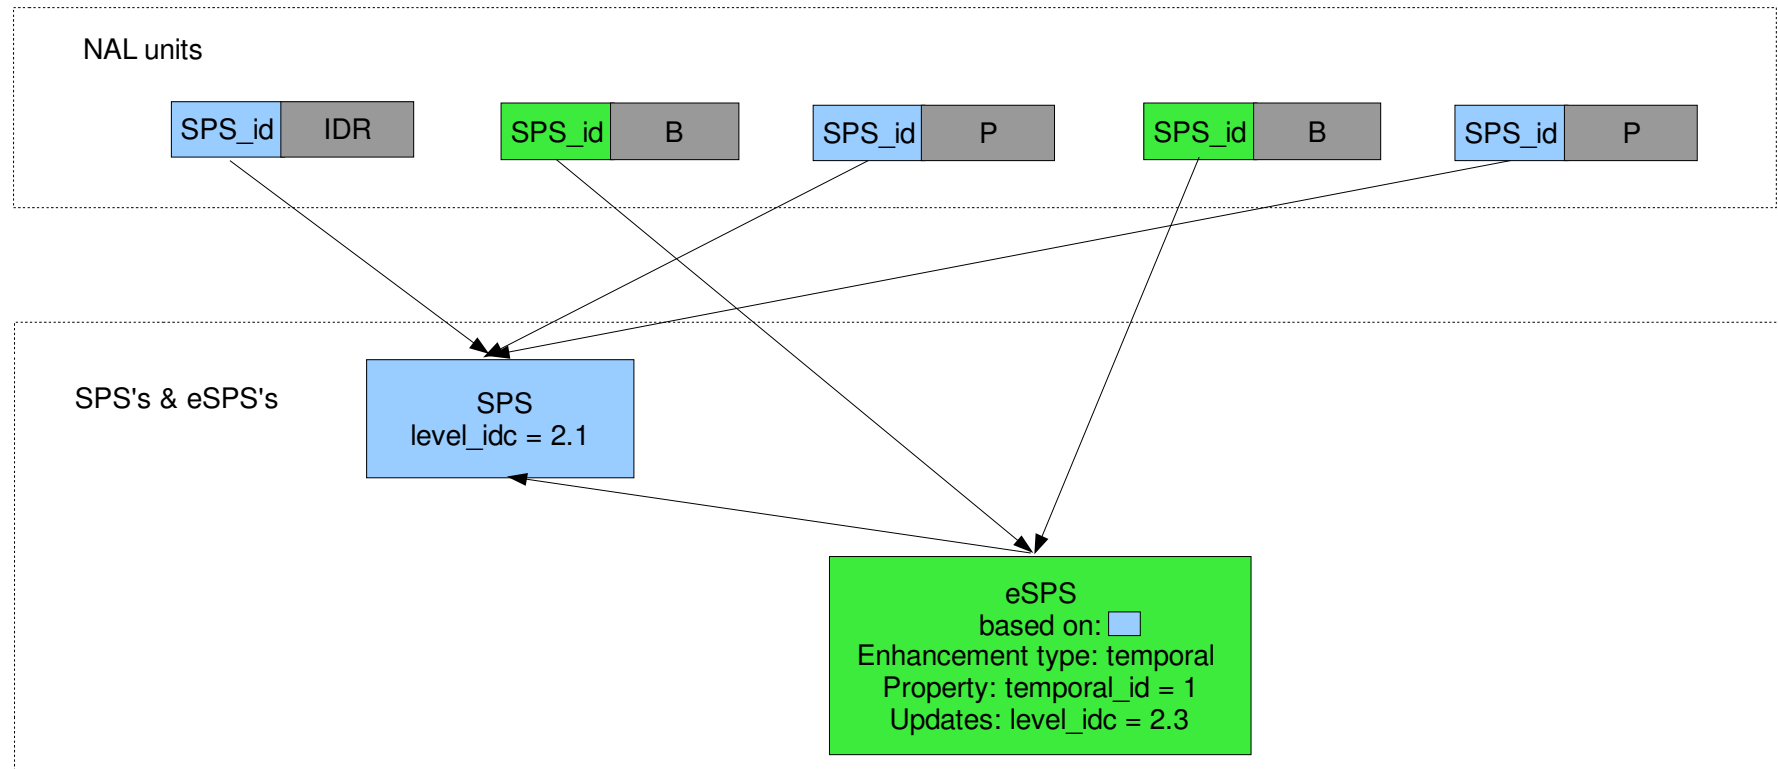 NAL units
SPS_id IDR SPS_id B SPS_id P SPS_id B SPS_id P
SPS's & eSPS's
SPS
level_idc = 2.1
eSPS
based on:
Enhancement type: temporal
Property: temporal_id = 1
Updates: level_idc = 2.3